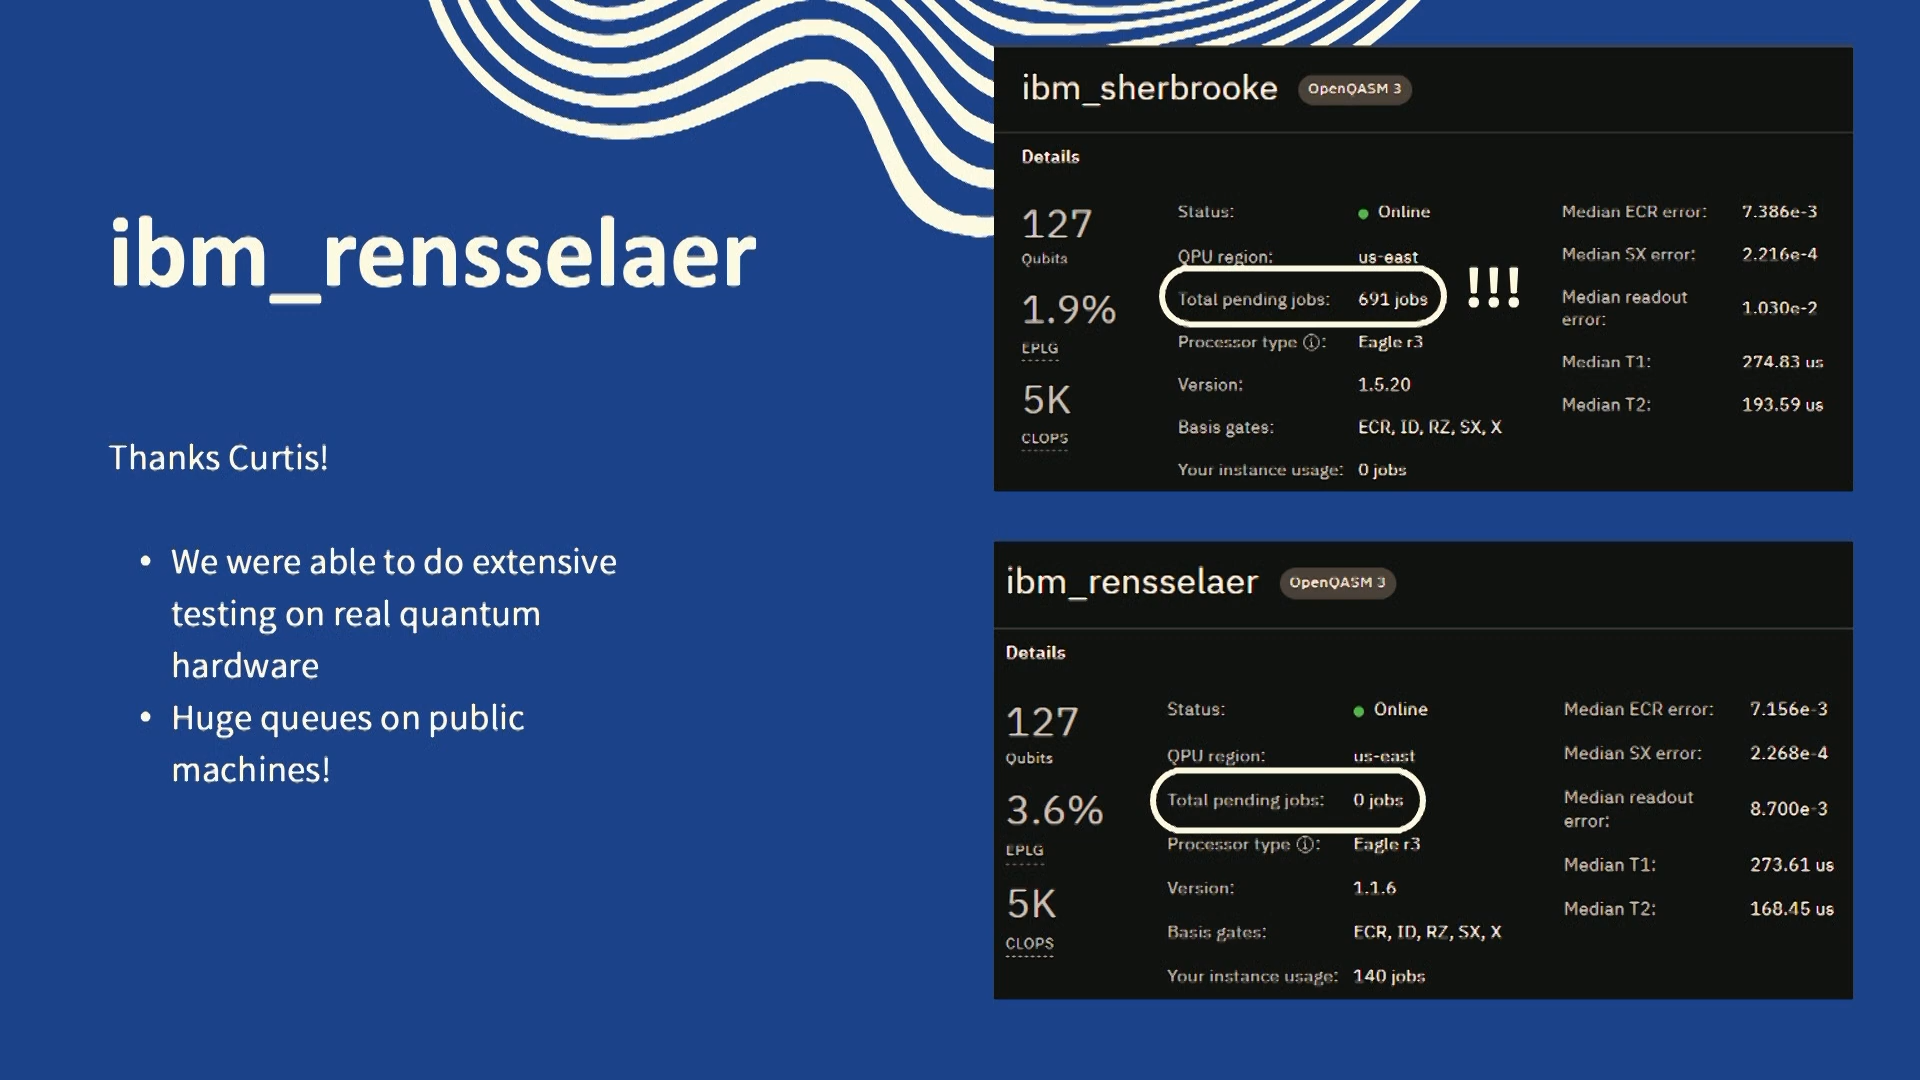 ibm_rensselaer
Thanks Curtis!
• We were able to do extensive
testing on real quantum
hardware
• Huge queues on public
machines!
ibm_sherbrooke OpenQASM 3
Details
127
Qubits
1.9%
EPLG
5K
CLOPS
Status: Online
QPU region: us-east
Total pending jobs: 691 jobs !!!
Processor type ⓘ: Eagle r3
Version: 1.5.20
Basis gates: ECR, ID, RZ, SX, X
Your instance usage: 0 jobs
Median ECR error: 7.386e-3
Median SX error: 2.216e-4
Median readout
error: 1.030e-2
Median T1: 274.83 us
Median T2: 193.59 us
ibm_rensselaer OpenQASM 3
Details
127
Qubits
3.6%
EPLG
5K
CLOPS
Status: Online
QPU region: us-east
Total pending jobs: 0 jobs
Processor type ⓘ: Eagle r3
Version: 1.1.6
Basis gates: ECR, ID, RZ, SX, X
Your instance usage: 140 jobs
Median ECR error: 7.156e-3
Median SX error: 2.268e-4
Median readout
error: 8.700e-3
Median T1: 273.61 us
Median T2: 168.45 us